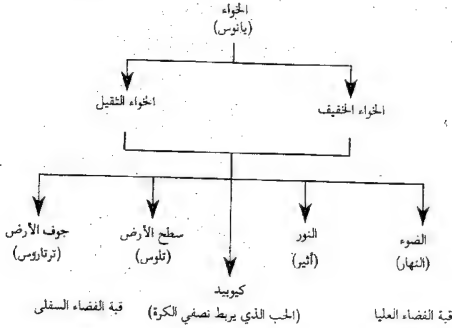 الخواء
(يانوس)
الخواء الخفيف
الخواء الثقيل
الضوء
(النهار)
النور
(أثير)
سطح الأرض
(تلوس)
جوف الأرض
(ترتاروس)
كيوبيد
(الحب الذي يربط نصفي الكرة)
قبة الفضاء العليا
قبة الفضاء السفلى